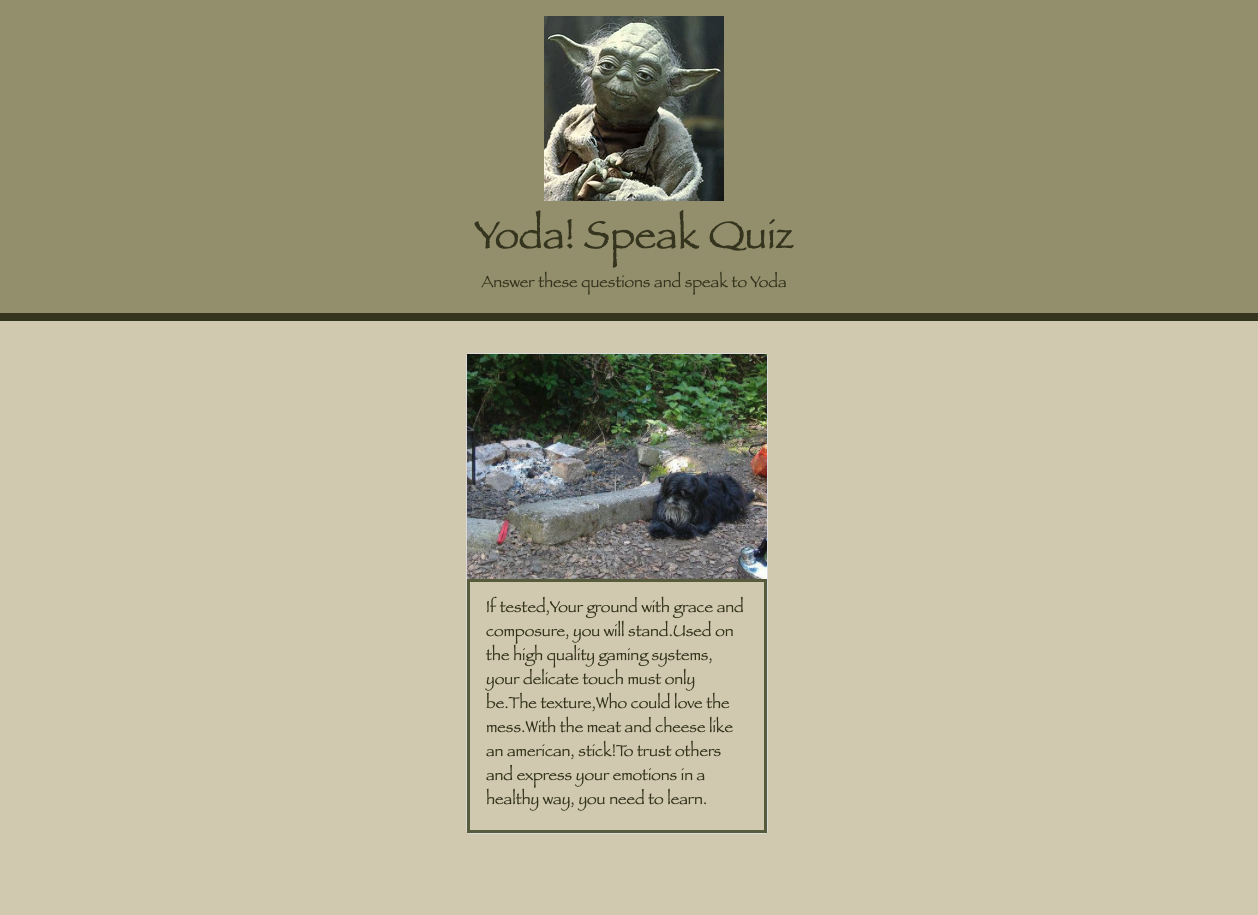 Yoda! Speak Quiz
Answer these questions and speak to Yoda
If tested,Your ground with grace and
composure, you will stand.Used on
the high quality gaming systems,
your delicate touch must only
be.The texture,Who could love the
mess.With the meat and cheese like
an american, stick!To trust others
and express your emotions in a
healthy way, you need to learn.